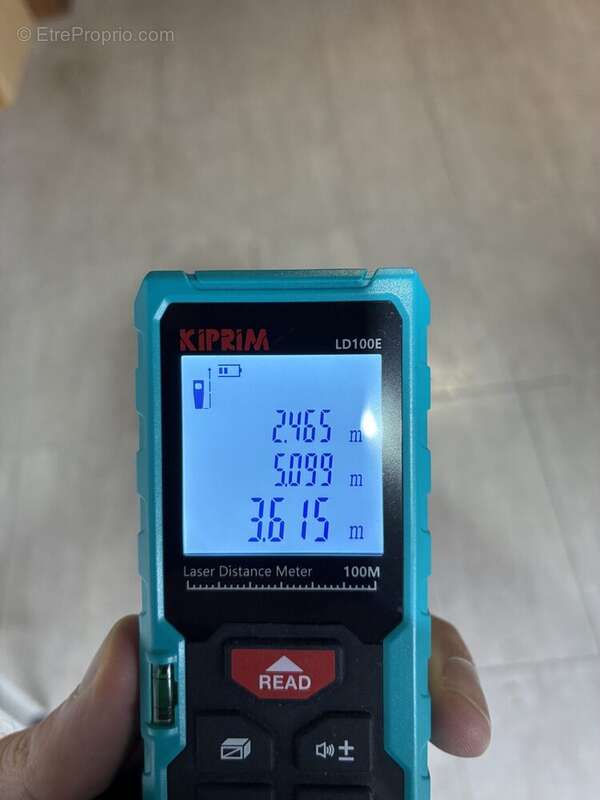 © EtreProprio.com
KiPRiM LD100E
2.465 m
5.099 m
3.615 m
Laser Distance Meter 100M
READ
±